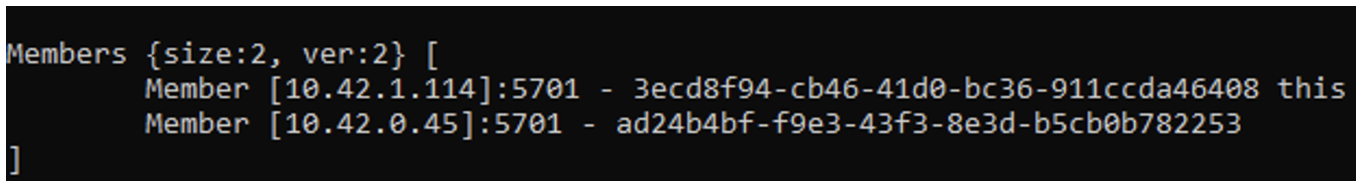 Members {size:2, ver:2} [
Member [10.42.1.114]:5701 - 3ecd8f94-cb46-41d0-bc36-911ccda46408 this
Member [10.42.0.45]:5701 - ad24b4bf-f9e3-43f3-8e3d-b5cb0b782253
]